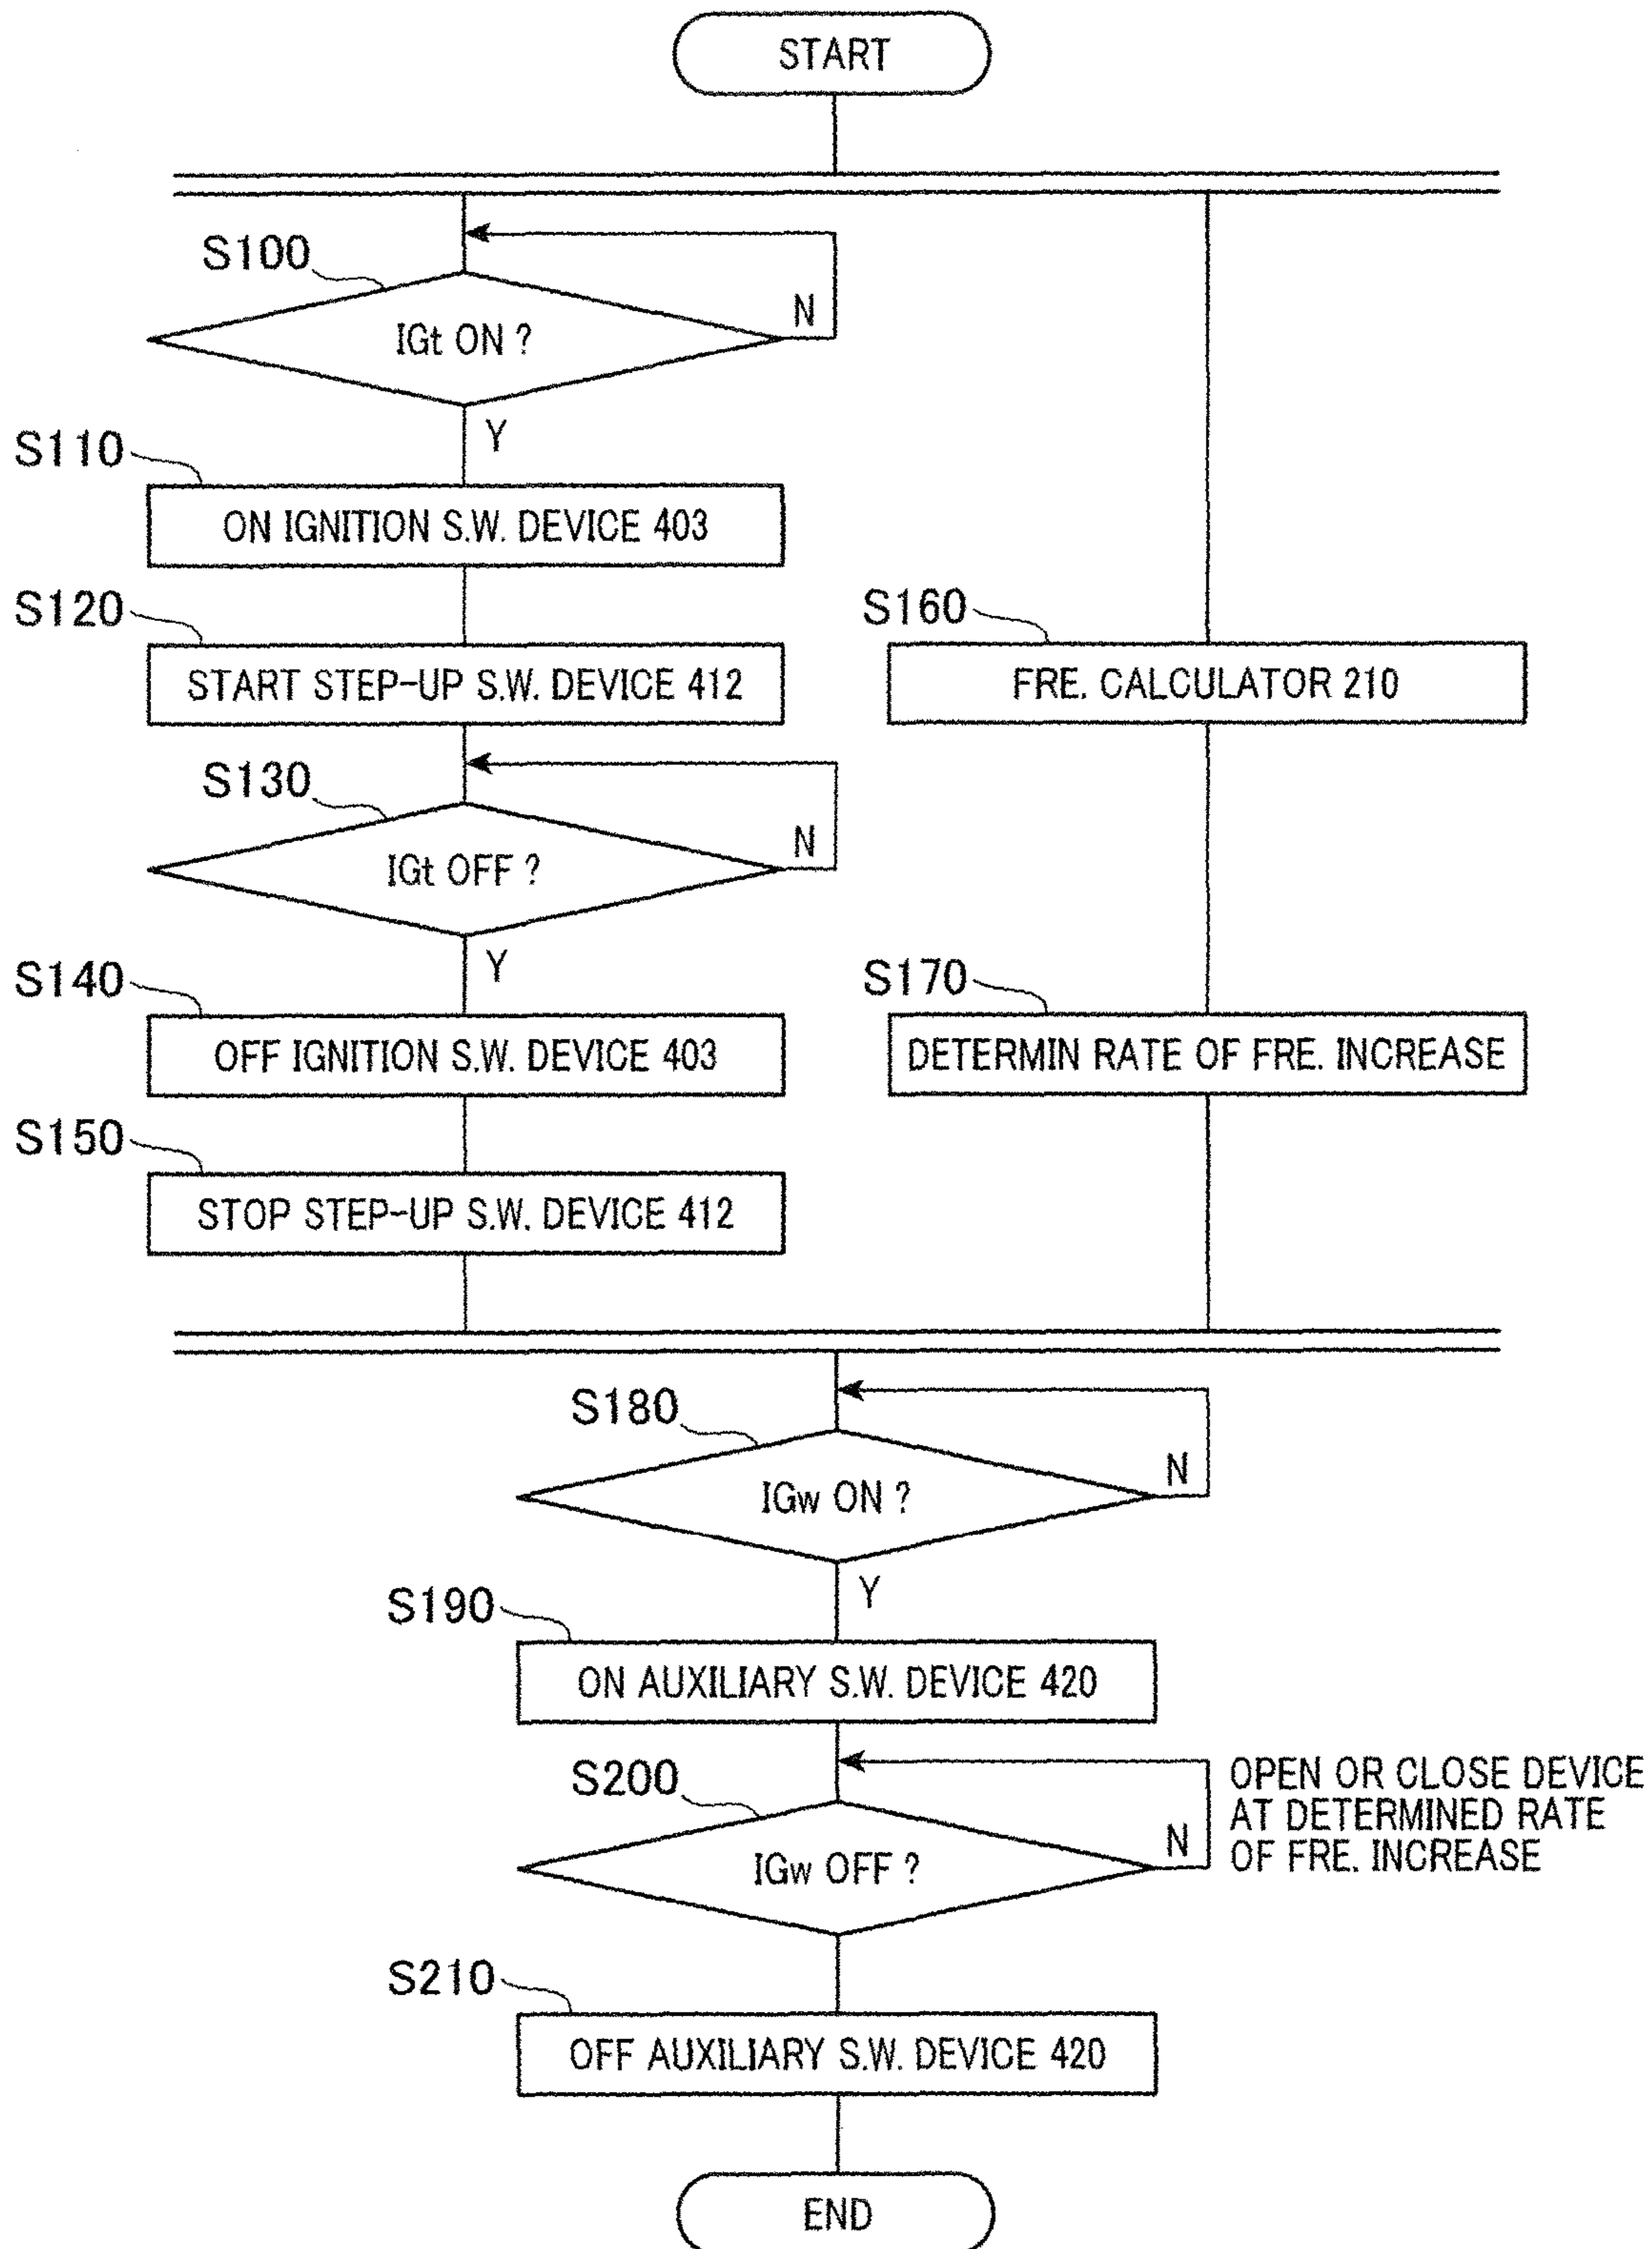 START
S100
IGt ON ?
N
Y
S110
ON IGNITION S.W. DEVICE 403
S120
START STEP-UP S.W. DEVICE 412
S130
IGt OFF ?
N
Y
S140
OFF IGNITION S.W. DEVICE 403
S150
STOP STEP-UP S.W. DEVICE 412
S160
FRE. CALCULATOR 210
S170
DETERMIN RATE OF FRE. INCREASE
S180
IGw ON ?
N
Y
S190
ON AUXILIARY S.W. DEVICE 420
S200
IGw OFF ?
N
OPEN OR CLOSE DEVICE
AT DETERMINED RATE
OF FRE. INCREASE
S210
OFF AUXILIARY S.W. DEVICE 420
END